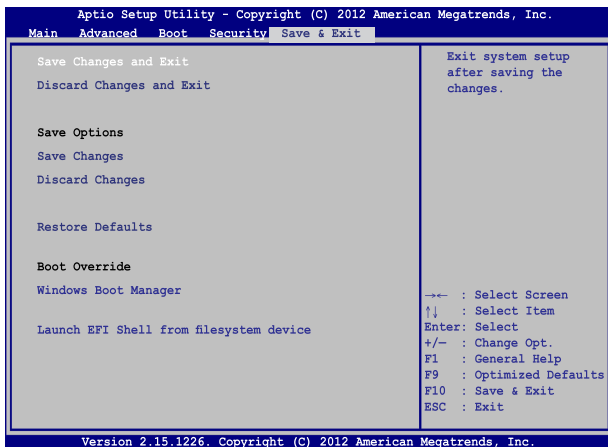 Aptio Setup Utility - Copyright (C) 2012 American Megatrends, Inc.
Main Advanced Boot Security Save & Exit
Save Changes and Exit
Discard Changes and Exit
Save Options
Save Changes
Discard Changes
Restore Defaults
Boot Override
Windows Boot Manager
Launch EFI Shell from filesystem device
Exit system setup
after saving the
changes.
→← : Select Screen
↑↓ : Select Item
Enter: Select
+/— : Change Opt.
F1 : General Help
F9 : Optimized Defaults
F10 : Save & Exit
ESC : Exit
Version 2.15.1226. Copyright (C) 2012 American Megatrends, Inc.